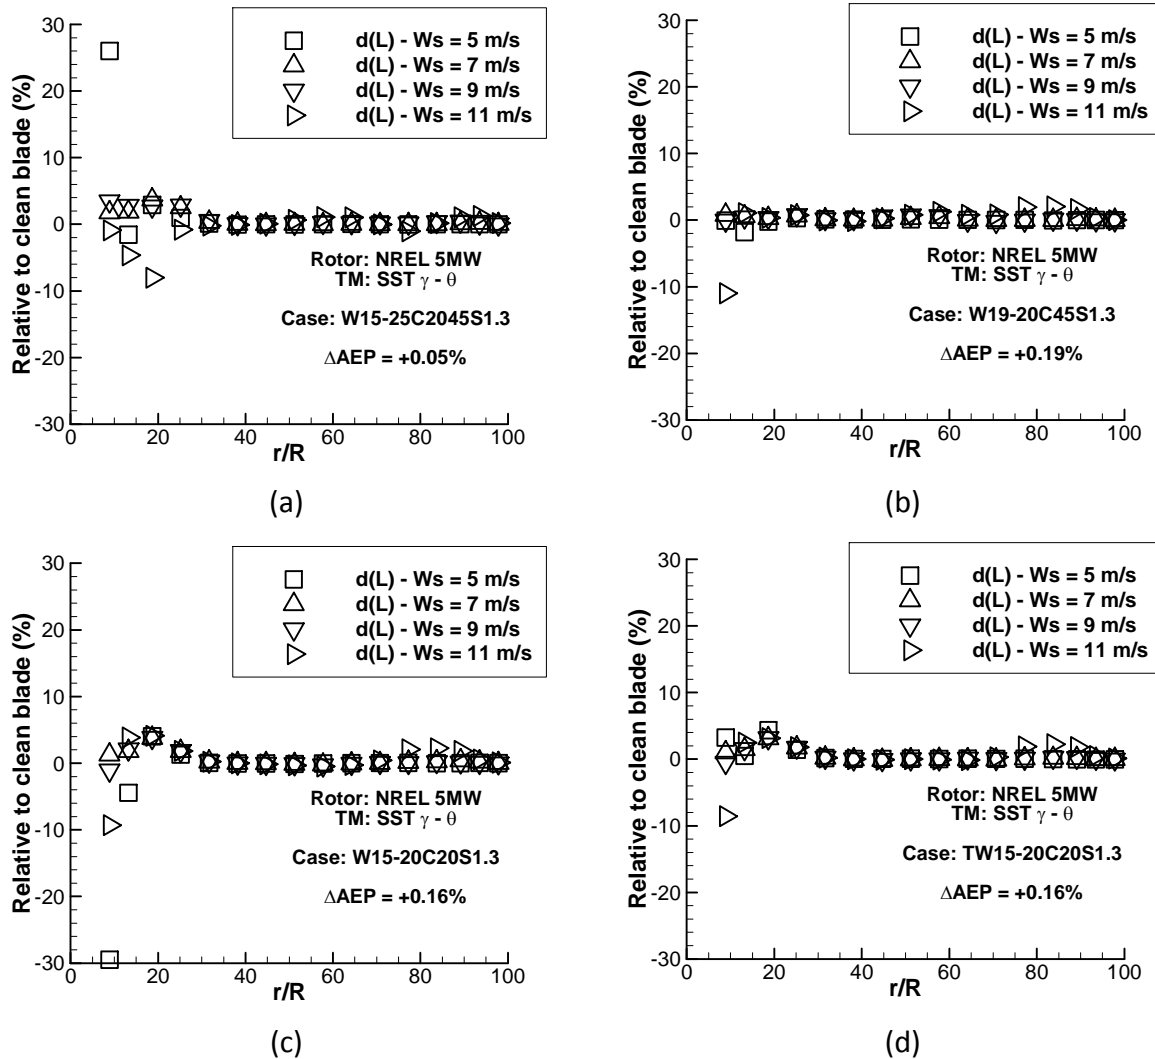 30
20
10
0
-10
-20
-30
0
20
40
60
80
100
Relative to clean blade (%)
r/R
d(L) - Ws = 5 m/s
d(L) - Ws = 7 m/s
d(L) - Ws = 9 m/s
d(L) - Ws = 11 m/s
Rotor: NREL 5MW
TM: SST γ - θ
Case: W15-25C2045S1.3
ΔAEP = +0.05%
(a)
30
20
10
0
-10
-20
-30
0
20
40
60
80
100
Relative to clean blade (%)
r/R
d(L) - Ws = 5 m/s
d(L) - Ws = 7 m/s
d(L) - Ws = 9 m/s
d(L) - Ws = 11 m/s
Rotor: NREL 5MW
TM: SST γ - θ
Case: W19-20C45S1.3
ΔAEP = +0.19%
(b)
30
20
10
0
-10
-20
-30
0
20
40
60
80
100
Relative to clean blade (%)
r/R
d(L) - Ws = 5 m/s
d(L) - Ws = 7 m/s
d(L) - Ws = 9 m/s
d(L) - Ws = 11 m/s
Rotor: NREL 5MW
TM: SST γ - θ
Case: W15-20C20S1.3
ΔAEP = +0.16%
(c)
30
20
10
0
-10
-20
-30
0
20
40
60
80
100
Relative to clean blade (%)
r/R
d(L) - Ws = 5 m/s
d(L) - Ws = 7 m/s
d(L) - Ws = 9 m/s
d(L) - Ws = 11 m/s
Rotor: NREL 5MW
TM: SST γ - θ
Case: TW15-20C20S1.3
ΔAEP = +0.16%
(d)